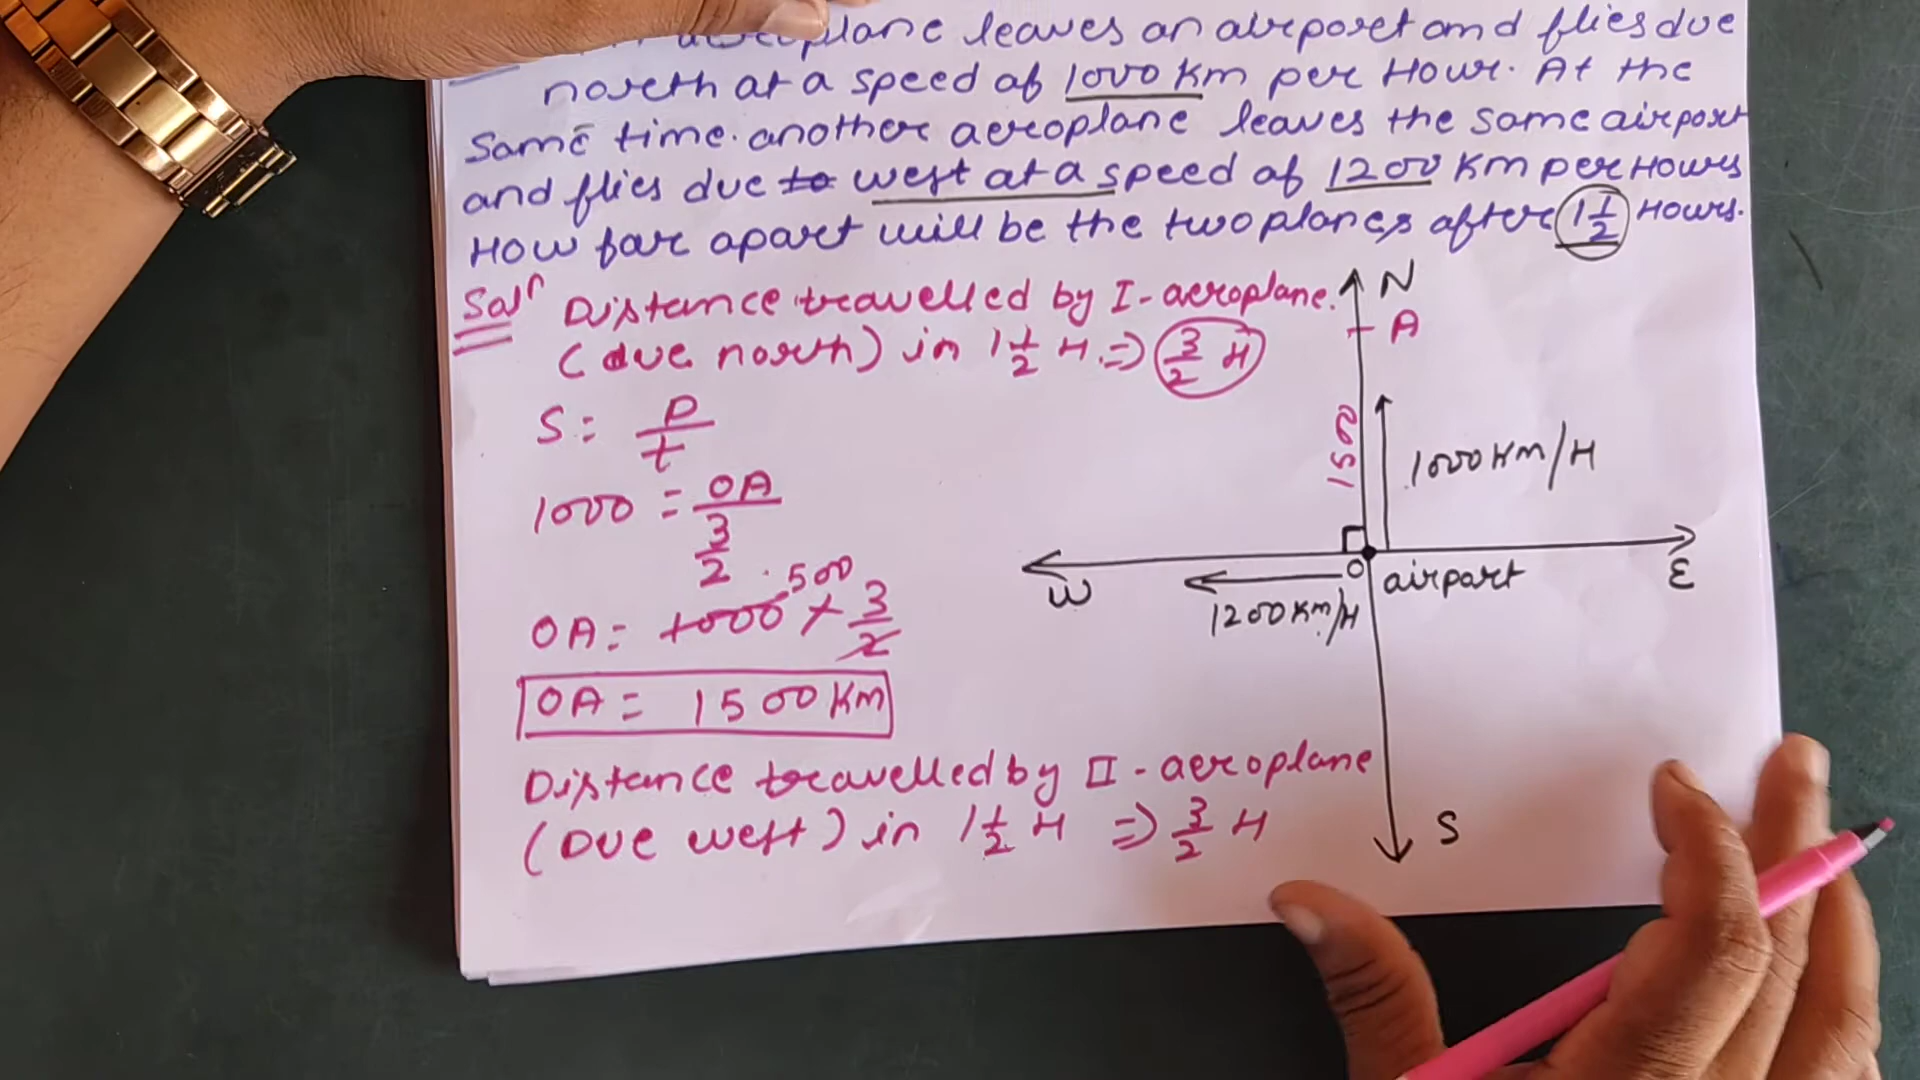 aeroplane leaves an airport and flies due
north at a speed of 1000 Km per Hour. At the
Same time. another aeroplane leaves the same airport
and flies due to west at a speed of 1200 Km per Hours
How far apart will be the two planes after 1 1/2 Hours.
Solⁿ Distance travelled by I-aeroplane.
(due north) in 1 1/2 H. => 3/2 H
S = D/t
1000 = OA / 3/2
500
OA = 1000 × 3/2
OA = 1500 Km
Distance travelled by II-aeroplane
(Due west) in 1 1/2 H => 3/2 H
N
A
1500
1000 Km/H
W
O
airpart
E
1200 Km/H
S